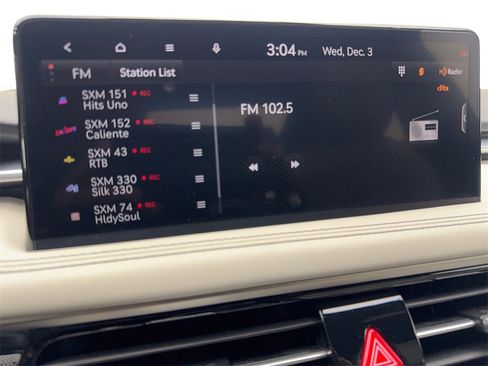 3:04 PM Wed, Dec. 3
FM Station List HD Radio
dts
SXM 151 REC
Hits Uno
SXM 152 REC
Caliente
SXM 43 REC
RTB
SXM 330 REC
Silk 330
SXM 74 REC
HldySoul
FM 102.5